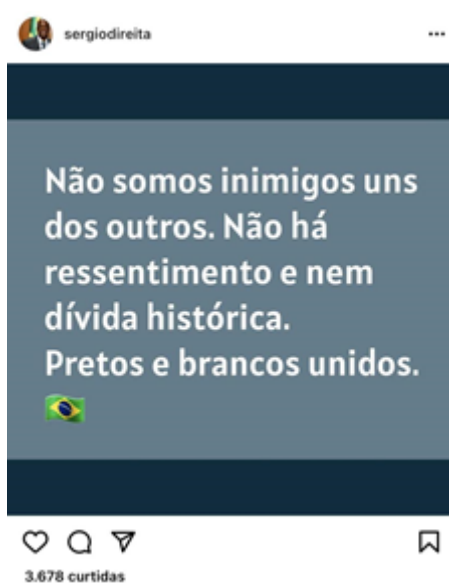 sergiodireita
Não somos inimigos uns
dos outros. Não há
ressentimento e nem
dívida histórica.
Pretos e brancos unidos.
🇧🇷
3.678 curtidas